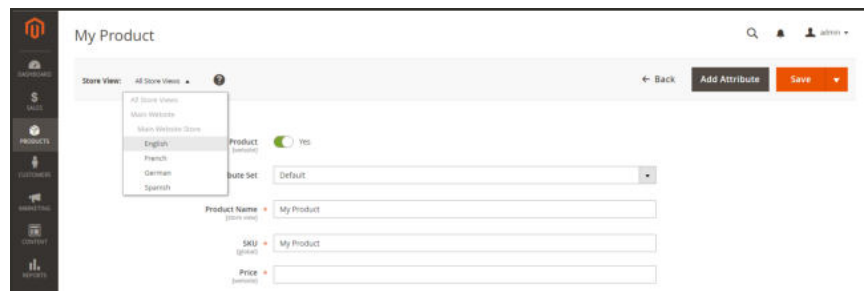 My Product
admin
DASHBOARD
Store View: All Store Views
Back
Add Attribute
Save
SALES
All Store Views
Main Website
Main Website Store
English
French
German
Spanish
PRODUCTS
Product
[website]
Yes
CUSTOMERS
bute Set
Default
MARKETING
Product Name *
[store view]
My Product
CONTENT
SKU *
[global]
My Product
REPORTS
Price *
[website]